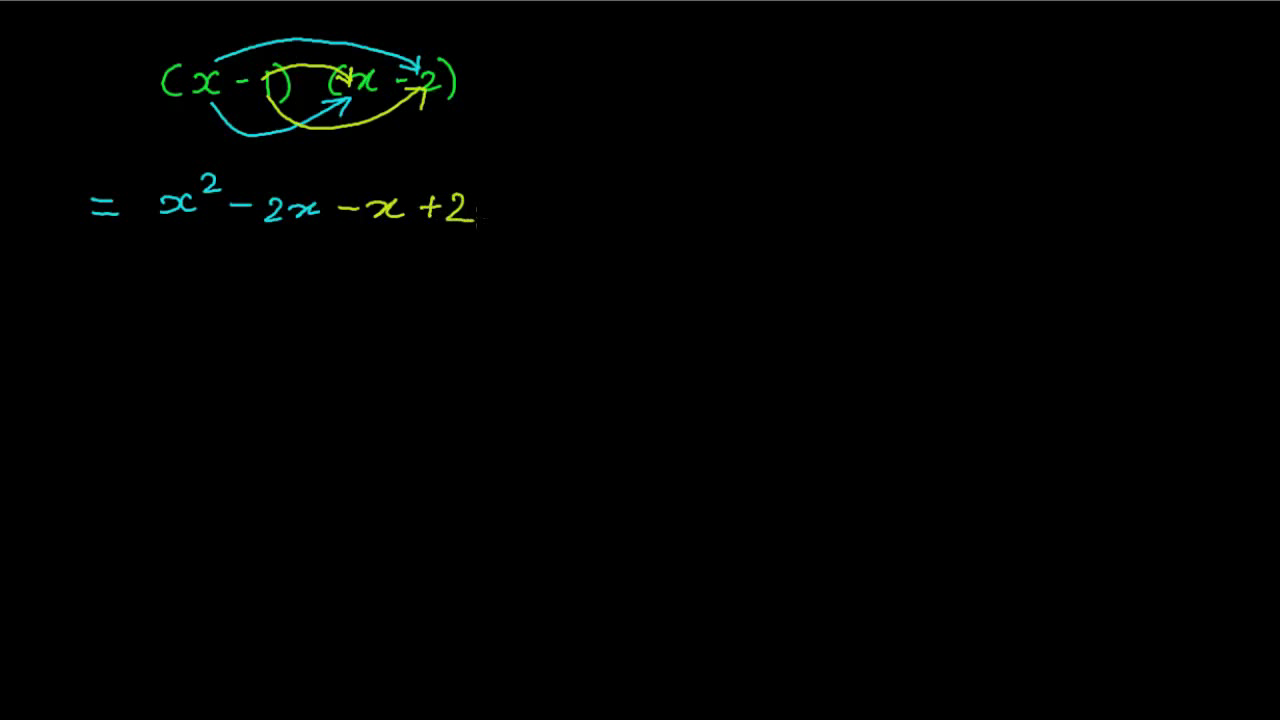 (x - 1) (x - 2)
= x² - 2x - x + 2